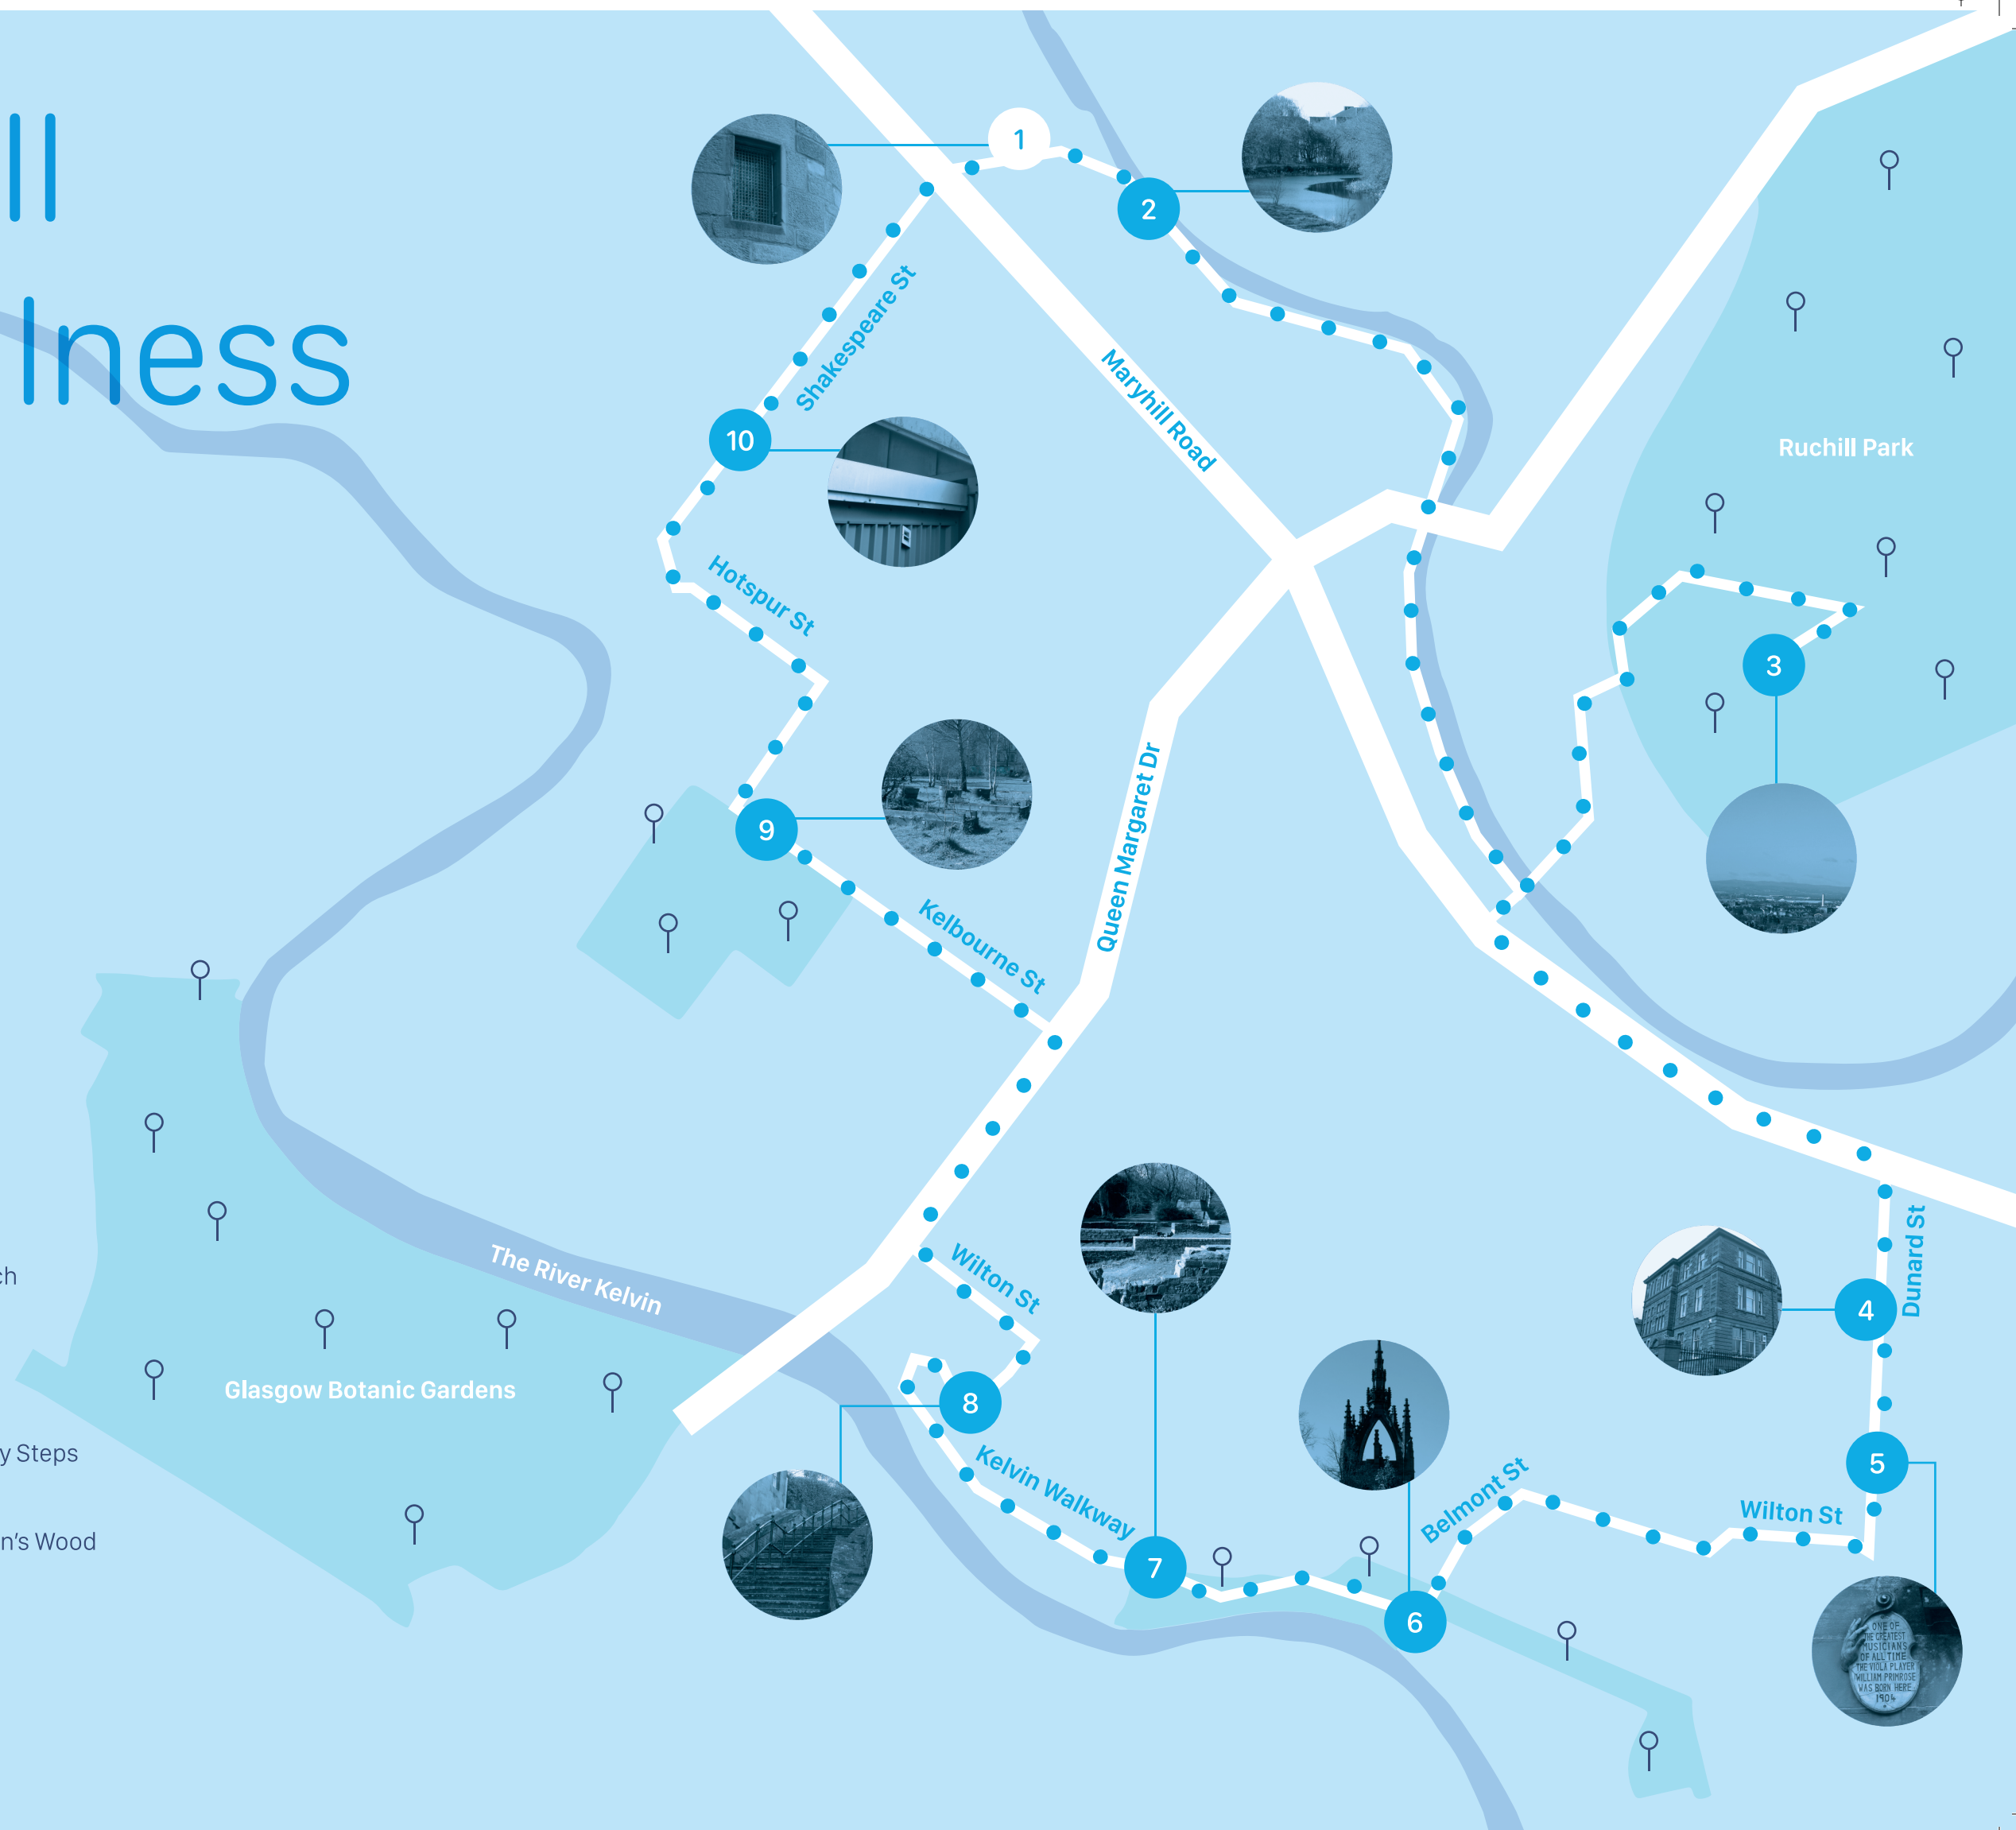 ll
lness
1
2
Shakespeare St
Maryhill Road
10
Ruchill Park
Hotspur St
3
Queen Margaret Dr
9
Kelbourne St
The River Kelvin
Wilton St
Dunard St
ch
4
Glasgow Botanic Gardens
8
y Steps
Kelvin Walkway
5
Belmont St
Wilton St
n's Wood
7
6
ONE OF
THE GREATEST
MUSICIANS
OF ALL TIME
THE VIOLA PLAYER
WILLIAM PRIMROSE
WAS BORN HERE
1904